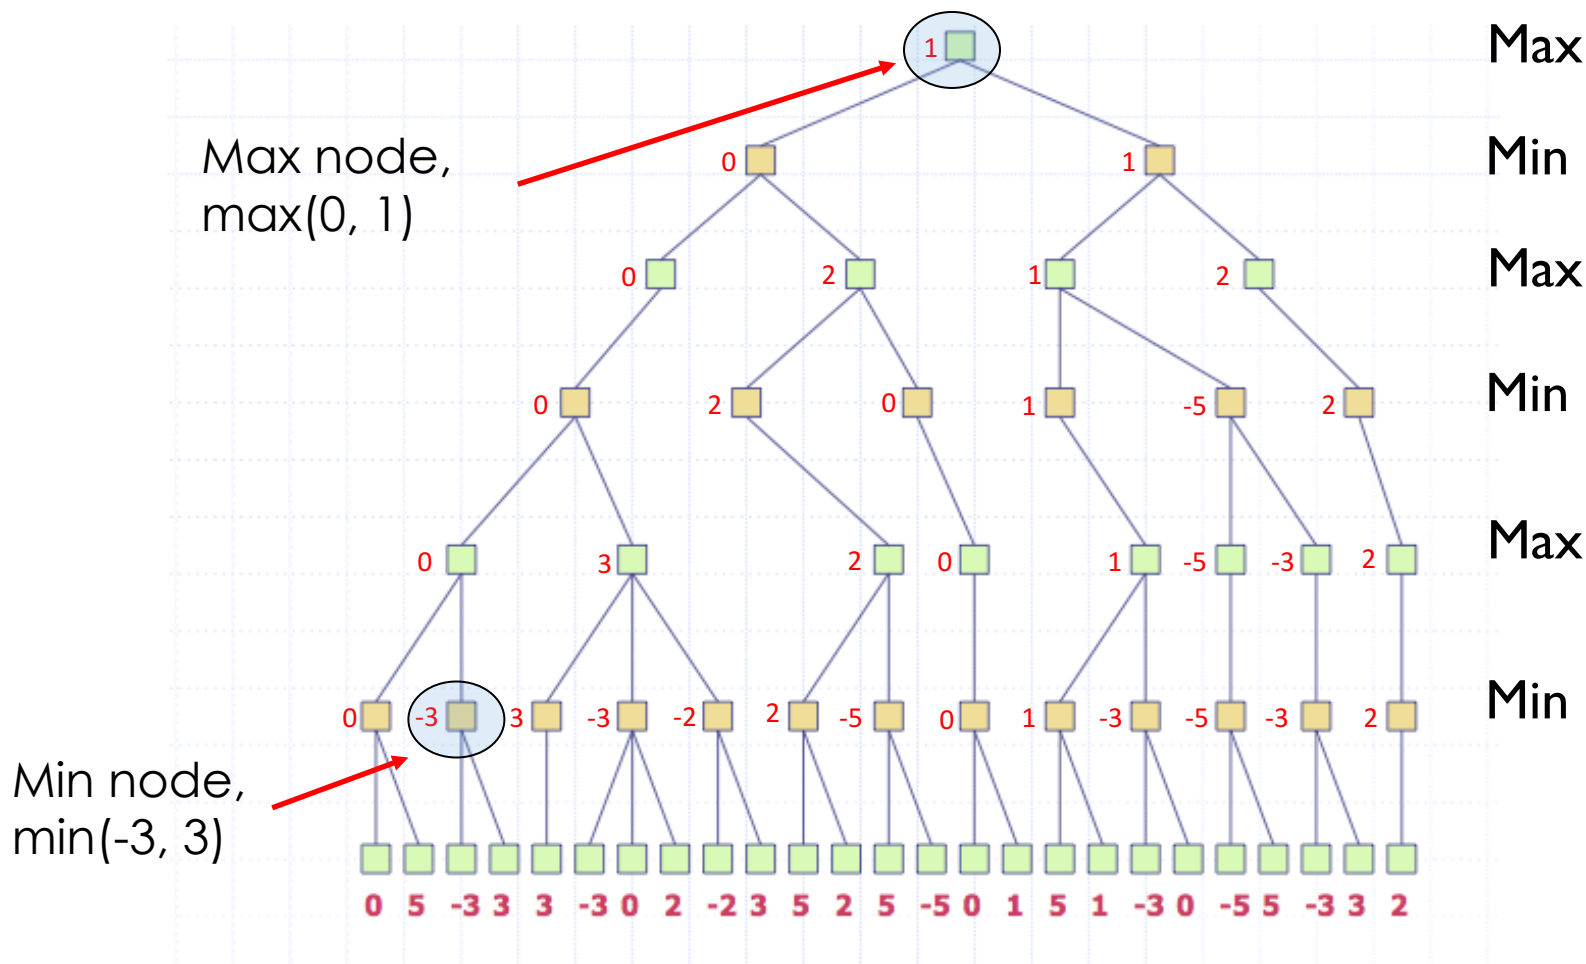 1 Max
Max node,
max(0, 1)
0 1 Min
0 2 1 2 Max
0 2 0 1 -5 2 Min
0 3 2 0 1 -5 -3 2 Max
0 -3 3 -3 -2 2 -5 0 1 -3 -5 -3 2 Min
Min node,
min(-3, 3)
0 5 -3 3 3 -3 0 2 -2 3 5 2 5 -5 0 1 5 1 -3 0 -5 5 -3 3 2